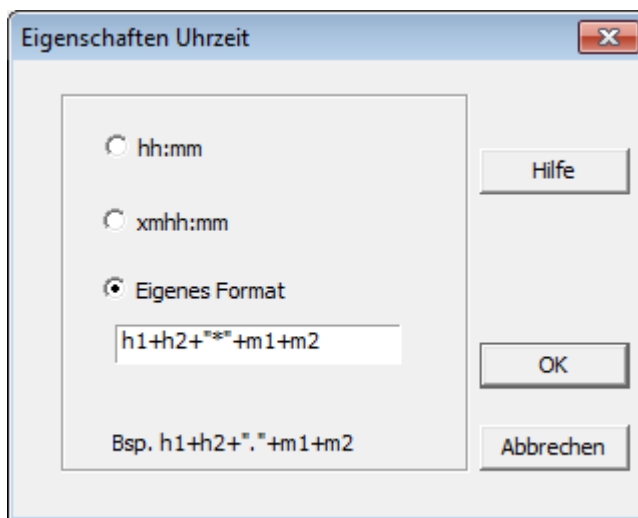 Eigenschaften Uhrzeit
hh:mm
Hilfe
xmhh:mm
Eigenes Format
h1+h2+"*"+m1+m2
OK
Bsp. h1+h2+"."+m1+m2
Abbrechen